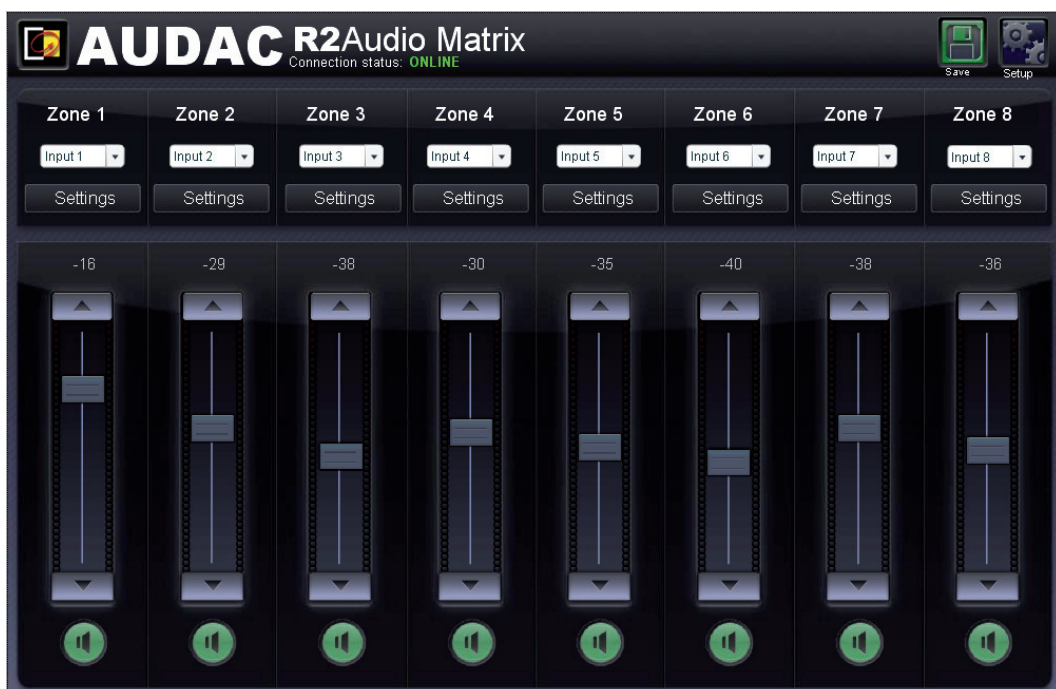 AUDAC R2Audio Matrix
Connection status: ONLINE
Save Setup
Zone 1 Zone 2 Zone 3 Zone 4 Zone 5 Zone 6 Zone 7 Zone 8
Input 1 Input 2 Input 3 Input 4 Input 5 Input 6 Input 7 Input 8
Settings Settings Settings Settings Settings Settings Settings Settings
-16 -29 -38 -30 -35 -40 -38 -36